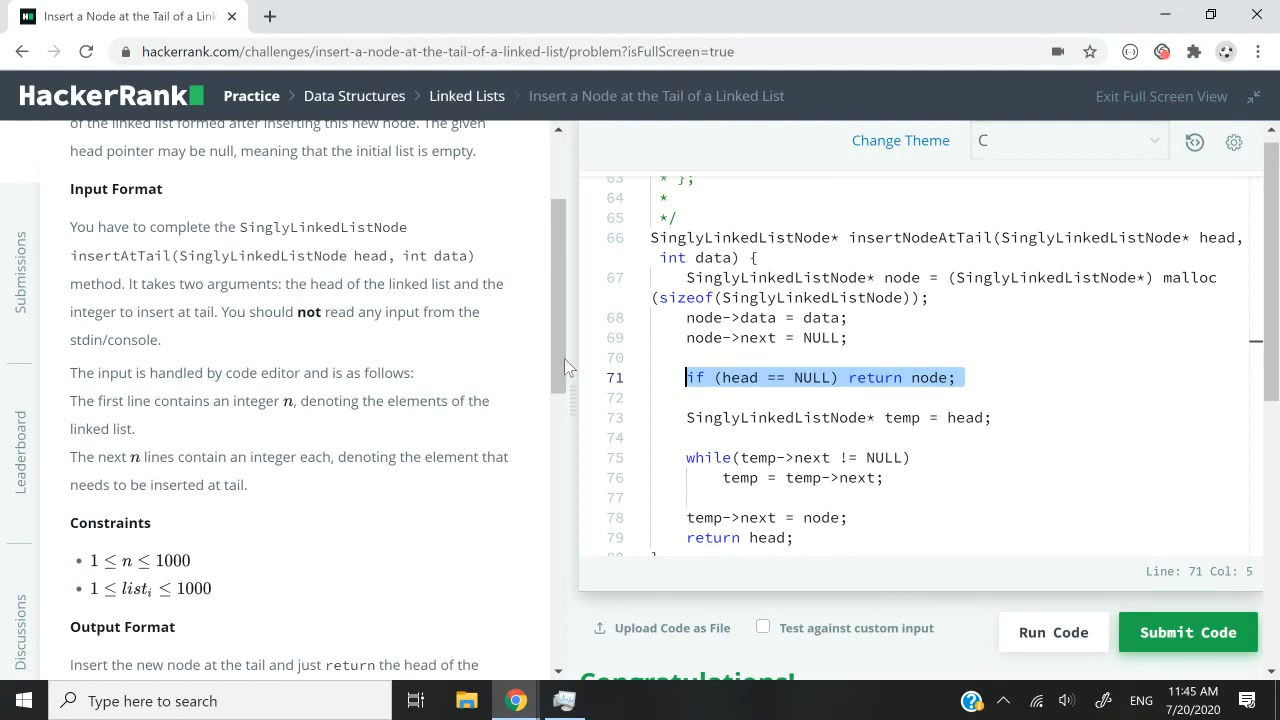 Insert a Node at the Tail of a Link
hackerrank.com/challenges/insert-a-node-at-the-tail-of-a-linked-list/problem?isFullScreen=true
HackerRank
Practice > Data Structures > Linked Lists > Insert a Node at the Tail of a Linked List
Exit Full Screen View
Submissions
Leaderboard
Discussions
of the linked list formed after inserting this new node. The given
head pointer may be null, meaning that the initial list is empty.
Input Format
You have to complete the SinglyLinkedListNode
insertAtTail(SinglyLinkedListNode head, int data)
method. It takes two arguments: the head of the linked list and the
integer to insert at tail. You should not read any input from the
stdin/console.
The input is handled by code editor and is as follows:
The first line contains an integer n, denoting the elements of the
linked list.
The next n lines contain an integer each, denoting the element that
needs to be inserted at tail.
Constraints
• 1 ≤ n ≤ 1000
• 1 ≤ listᵢ ≤ 1000
Output Format
Insert the new node at the tail and just return the head of the
Change Theme
C
63 * };
64 *
65 */
66 SinglyLinkedListNode* insertNodeAtTail(SinglyLinkedListNode* head,
int data) {
67 SinglyLinkedListNode* node = (SinglyLinkedListNode*) malloc
(sizeof(SinglyLinkedListNode));
68 node->data = data;
69 node->next = NULL;
70
71 if (head == NULL) return node;
72
73 SinglyLinkedListNode* temp = head;
74
75 while(temp->next != NULL)
76 temp = temp->next;
77
78 temp->next = node;
79 return head;
80 }
Line: 71 Col: 5
Upload Code as File
Test against custom input
Run Code
Submit Code
Congratulations!
Type here to search
ENG
11:45 AM
7/20/2020